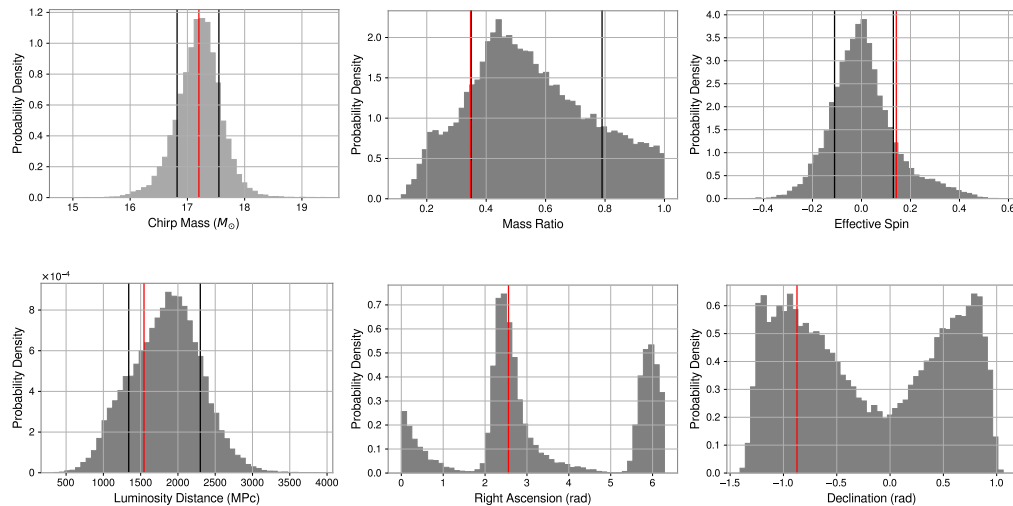 1.2
1.0
0.8
0.6
0.4
0.2
0.0
Probability Density
15 16 17 18 19
Chirp Mass (M⊙)
2.0
1.5
1.0
0.5
0.0
Probability Density
0.2 0.4 0.6 0.8 1.0
Mass Ratio
4.0
3.5
3.0
2.5
2.0
1.5
1.0
0.5
0.0
Probability Density
−0.4 −0.2 0.0 0.2 0.4 0.6
Effective Spin
×10⁻⁴
8
6
4
2
0
Probability Density
500 1000 1500 2000 2500 3000 3500 4000
Luminosity Distance (MPc)
0.7
0.6
0.5
0.4
0.3
0.2
0.1
0.0
Probability Density
0 1 2 3 4 5 6
Right Ascension (rad)
0.6
0.5
0.4
0.3
0.2
0.1
0.0
Probability Density
−1.5 −1.0 −0.5 0.0 0.5 1.0
Declination (rad)